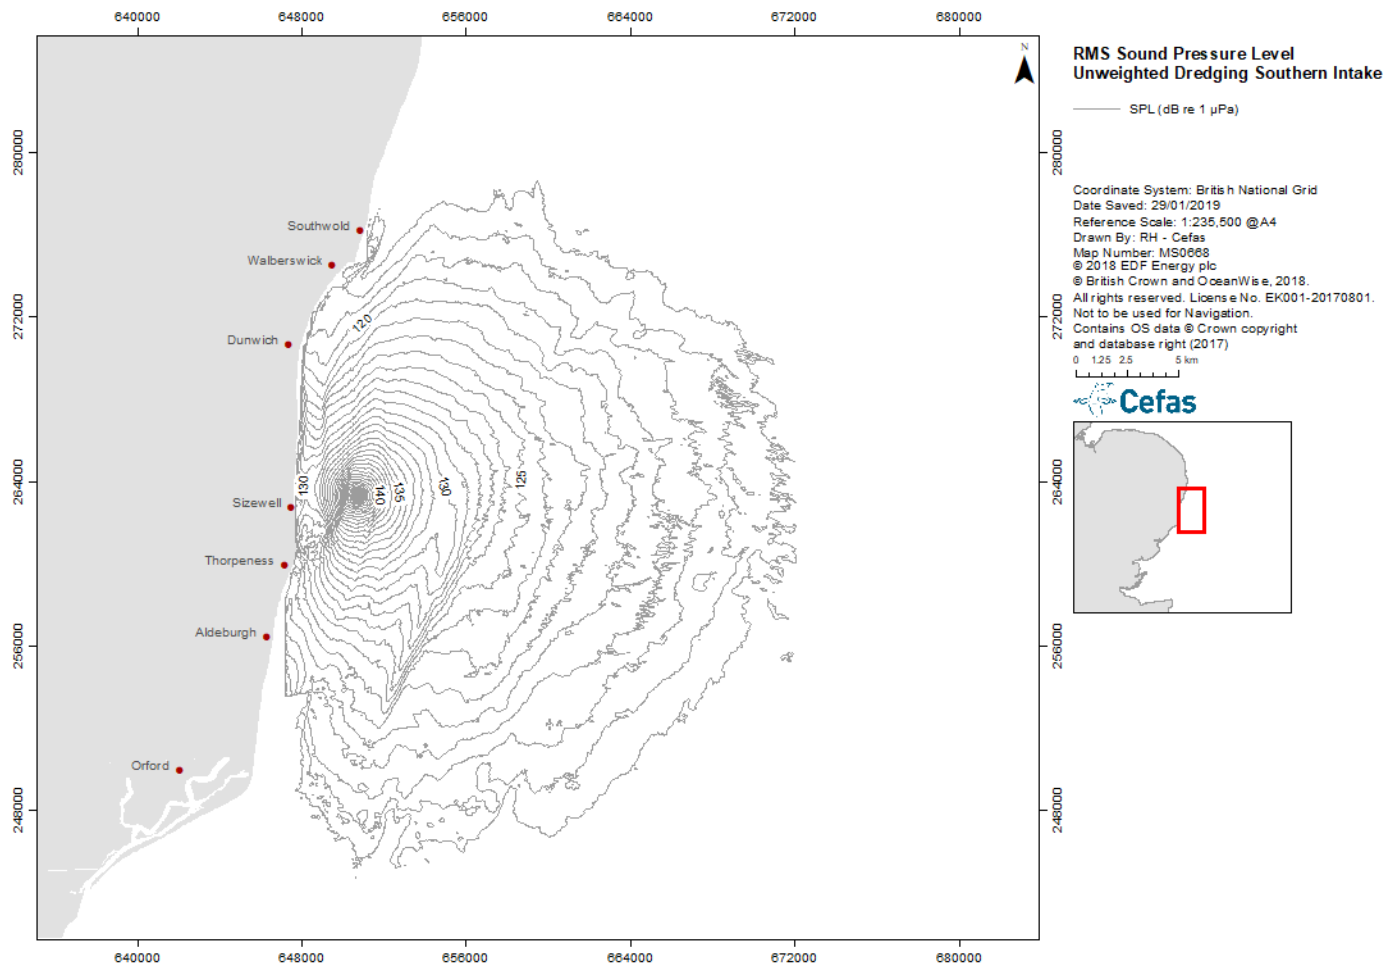 640000 648000 656000 664000 672000 680000
N
RMS Sound Pressure Level
Unweighted Dredging Southern Intake
SPL (dB re 1 µPa)
280000
280000
Coordinate System: British National Grid
Date Saved: 29/01/2019
Reference Scale: 1:235,500 @A4
Drawn By: RH - Cefas
Map Number: MS0668
© 2018 EDF Energy plc
© British Crown and OceanWise, 2018.
All rights reserved. License No. EK001-20170801.
Not to be used for Navigation.
Contains OS data © Crown copyright
and database right (2017)
0 1.25 2.5 5 km
Cefas
Southwold
Walberswick
272000
272000
120
Dunwich
264000
264000
130
140
135
130
125
Sizewell
Thorpeness
Aldeburgh
256000
256000
Orford
248000
248000
640000 648000 656000 664000 672000 680000